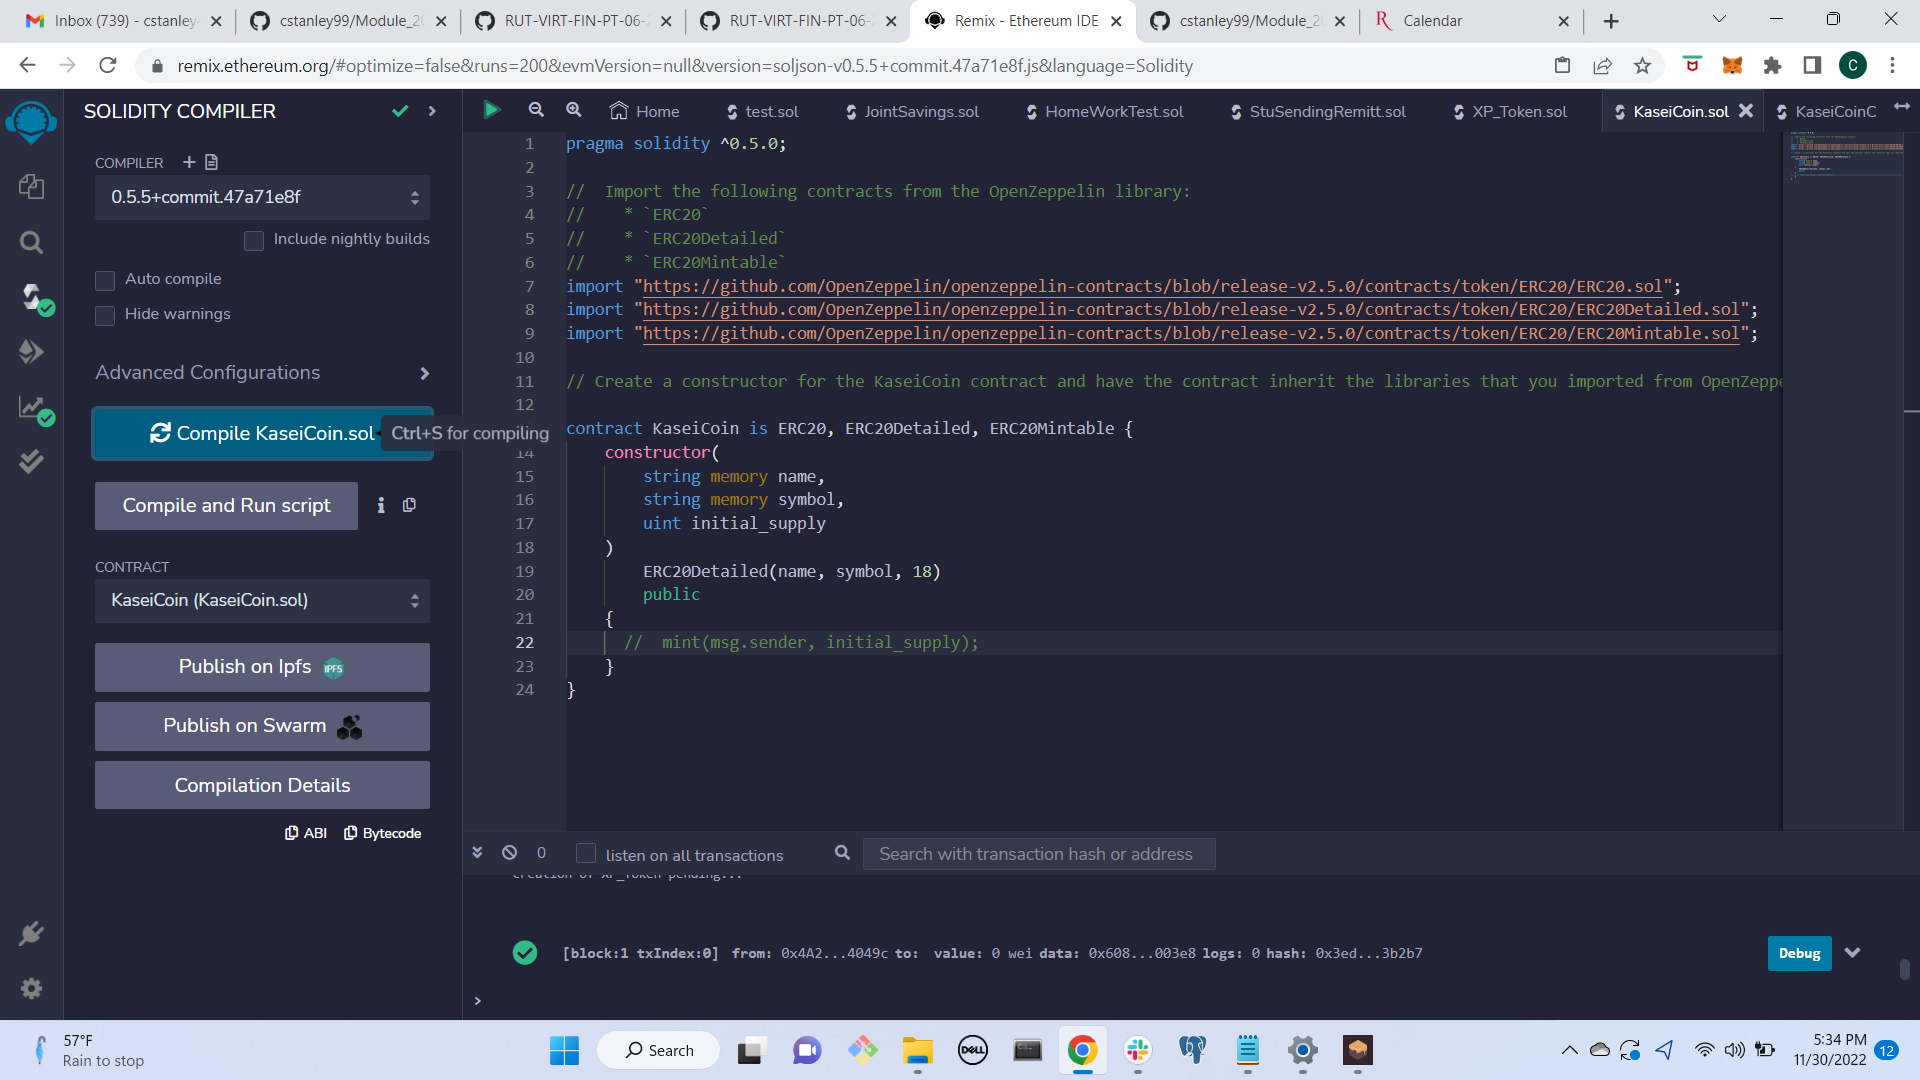 Inbox (739) - cstanley
cstanley99/Module_20
RUT-VIRT-FIN-PT-06-2
RUT-VIRT-FIN-PT-06-2
Remix - Ethereum IDE
cstanley99/Module_20
Calendar
remix.ethereum.org/#optimize=false&runs=200&evmVersion=null&version=soljson-v0.5.5+commit.47a71e8f.js&language=Solidity
C
SOLIDITY COMPILER
COMPILER
0.5.5+commit.47a71e8f
Include nightly builds
Auto compile
Hide warnings
Advanced Configurations
Compile KaseiCoin.sol
Ctrl+S for compiling
Compile and Run script
CONTRACT
KaseiCoin (KaseiCoin.sol)
Publish on Ipfs IPFS
Publish on Swarm
Compilation Details
ABI Bytecode
Home test.sol JointSavings.sol HomeWorkTest.sol StuSendingRemitt.sol XP_Token.sol KaseiCoin.sol KaseiCoinC
1 pragma solidity ^0.5.0;
2
3 //  Import the following contracts from the OpenZeppelin library:
4 //    * `ERC20`
5 //    * `ERC20Detailed`
6 //    * `ERC20Mintable`
7 import "https://github.com/OpenZeppelin/openzeppelin-contracts/blob/release-v2.5.0/contracts/token/ERC20/ERC20.sol";
8 import "https://github.com/OpenZeppelin/openzeppelin-contracts/blob/release-v2.5.0/contracts/token/ERC20/ERC20Detailed.sol";
9 import "https://github.com/OpenZeppelin/openzeppelin-contracts/blob/release-v2.5.0/contracts/token/ERC20/ERC20Mintable.sol";
10
11 // Create a constructor for the KaseiCoin contract and have the contract inherit the libraries that you imported from OpenZeppe
12
contract KaseiCoin is ERC20, ERC20Detailed, ERC20Mintable {
14 constructor(
15 string memory name,
16 string memory symbol,
17 uint initial_supply
18 )
19 ERC20Detailed(name, symbol, 18)
20 public
21 {
22 //  mint(msg.sender, initial_supply);
23 }
24 }
0 listen on all transactions Search with transaction hash or address
creation of XP_Token pending...
[block:1 txIndex:0] from: 0x4A2...4049c to: value: 0 wei data: 0x608...003e8 logs: 0 hash: 0x3ed...3b2b7
Debug
>
57°F
Rain to stop
Search
DELL
5:34 PM
11/30/2022
12